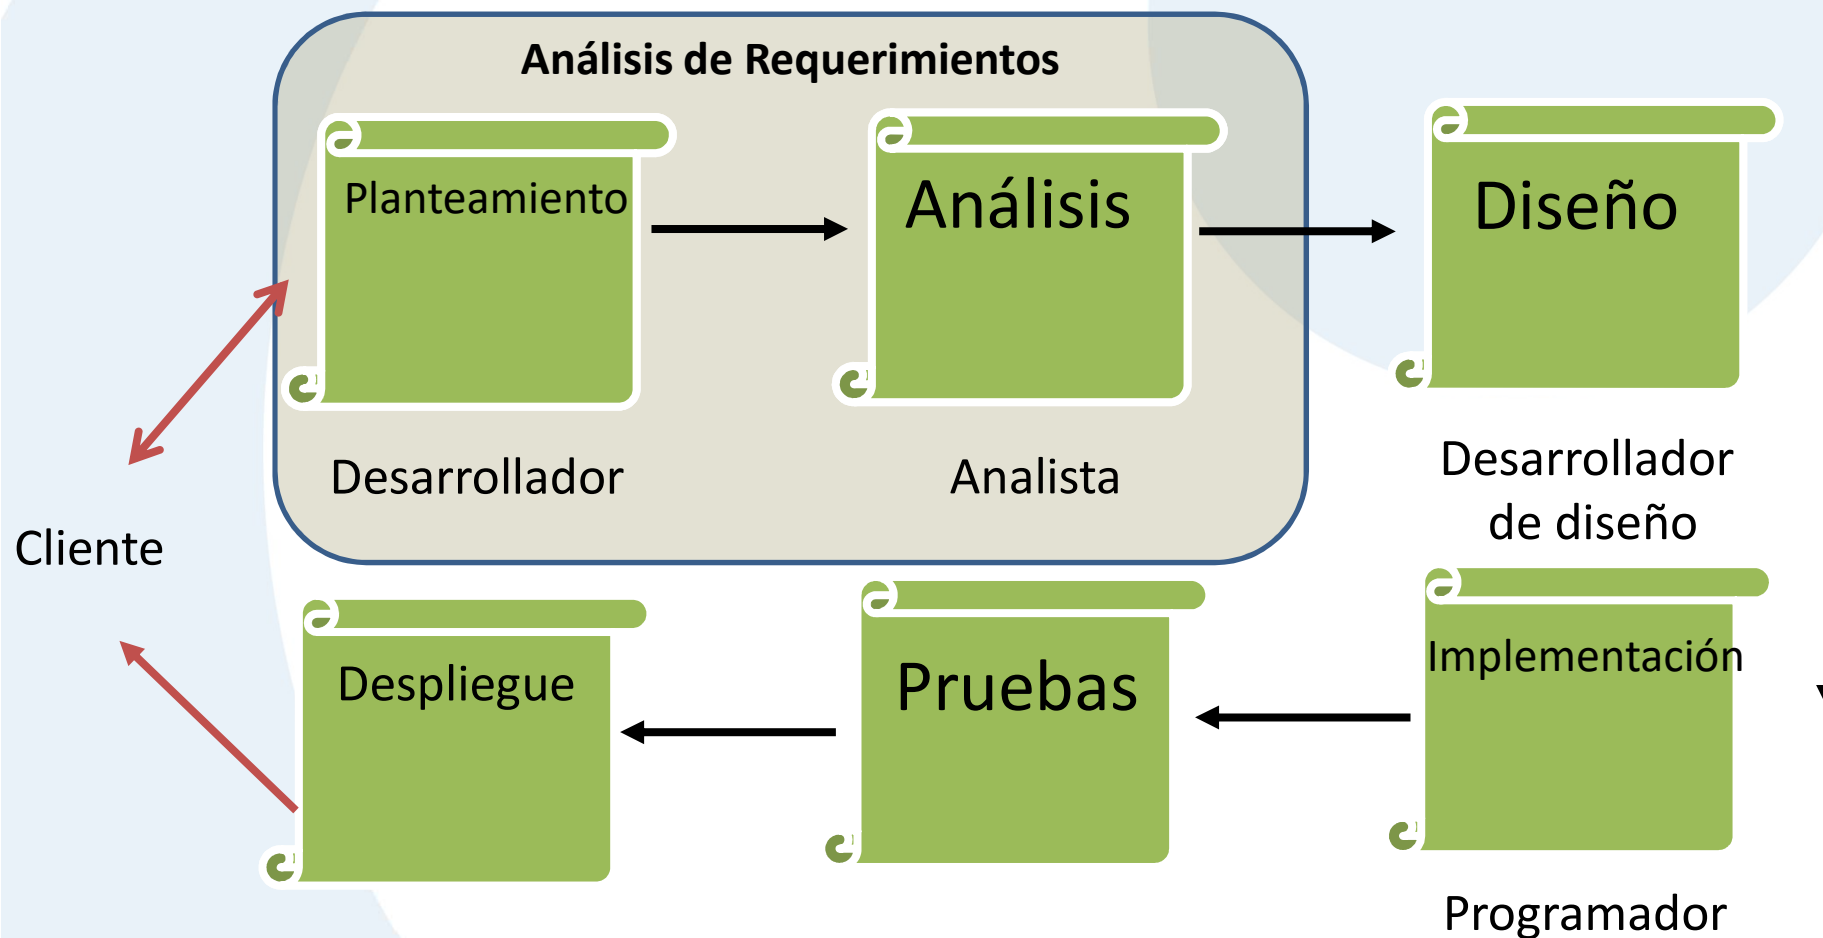 Análisis de Requerimientos
Planteamiento
Análisis
Diseño
Desarrollador
Analista
Desarrollador
de diseño
Cliente
Despliegue
Pruebas
Implementación
Programador